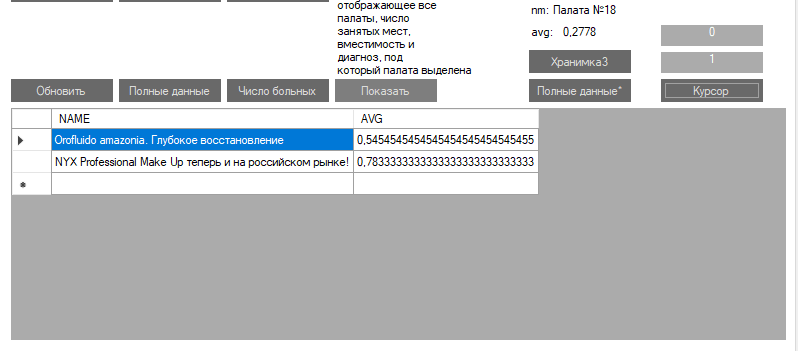 отображающее все
палаты, число
занятых мест,
вместимость и
диагноз, под
который палата выделена
nm: Палата №18
avg: 0,2778
0
Хранимка3
1
Обновить Полные данные Число больных Показать Полные данные* Курсор
NAME AVG
Orofluido amazonia. Глубокое восстановление 0,5454545454545454545454545455
NYX Professional Make Up теперь и на российском рынке! 0,7833333333333333333333333333